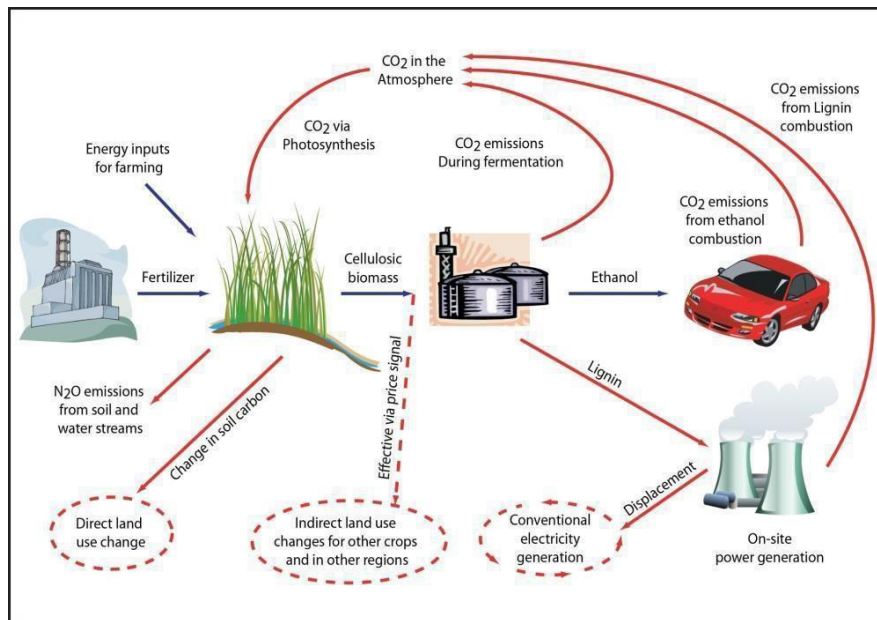 CO2 in the
Atmosphere
CO2 emissions
from Lignin
combustion
CO2 via
Photosynthesis
Energy inputs
for farming
CO2 emissions
During fermentation
CO2 emissions
from ethanol
combustion
Fertilizer
Cellulosic
biomass
Ethanol
N2O emissions
from soil and
water streams
Change in soil carbon
Effective via price signal
Lignin
Displacement
Direct land
use change
Indirect land use
changes for other crops
and in other regions
Conventional
electricity
generation
On-site
power generation